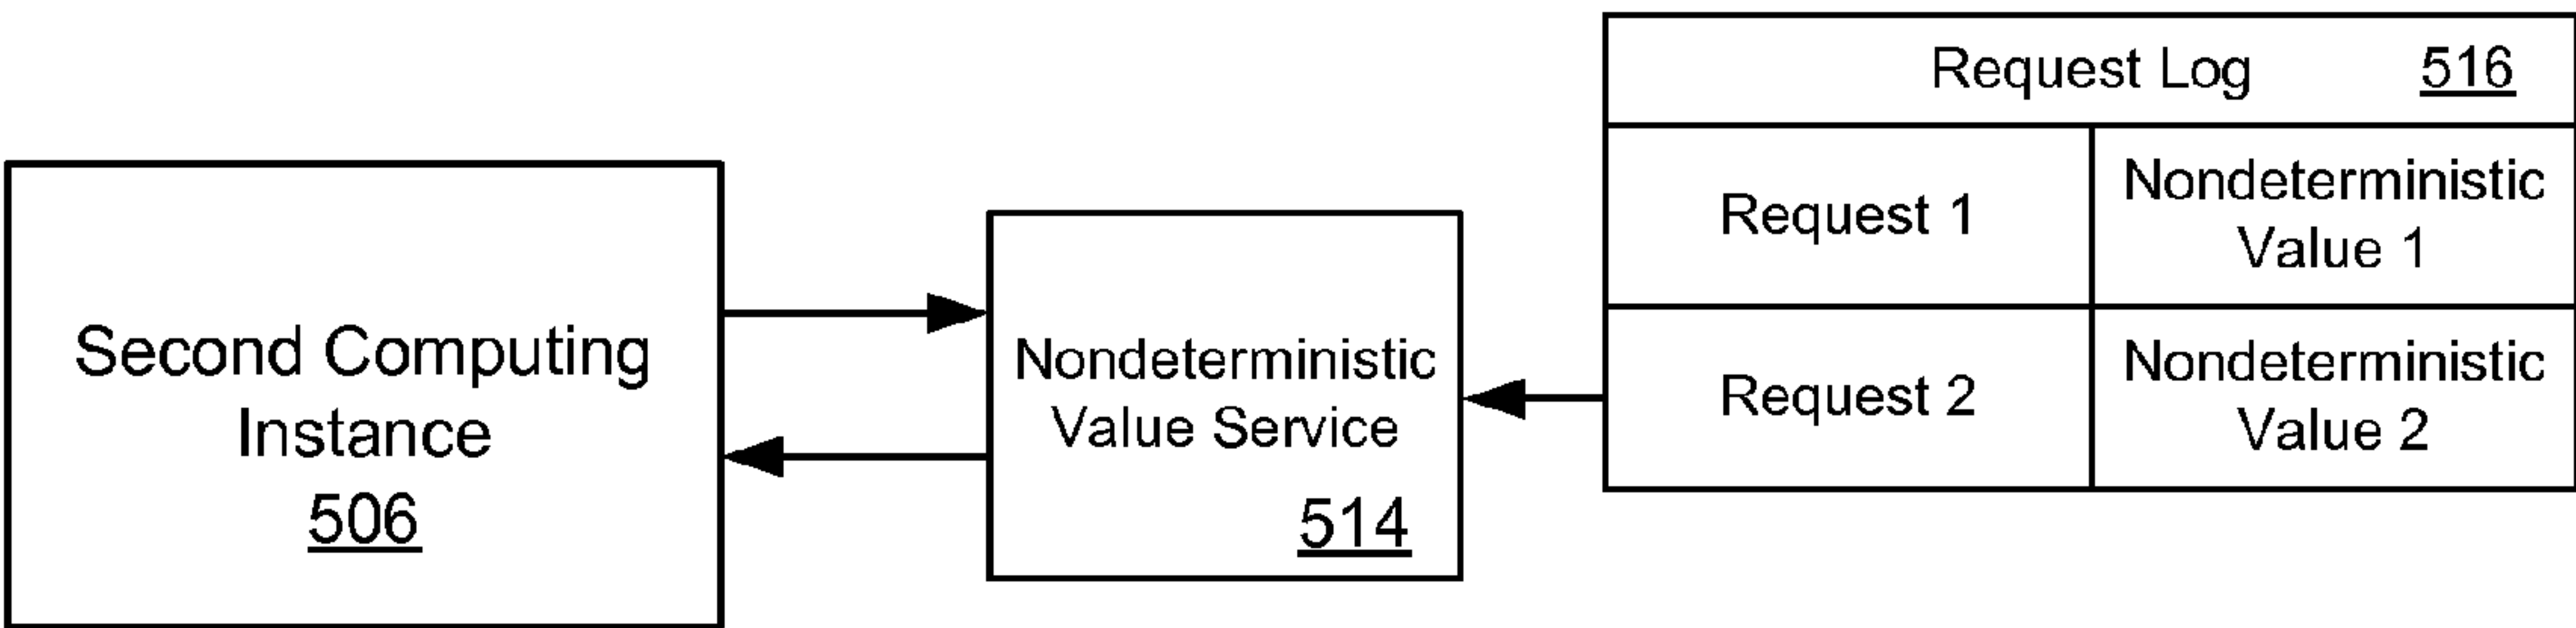 Second Computing
Instance
506
Nondeterministic
Value Service
514
Request Log 516
Request 1
Nondeterministic
Value 1
Request 2
Nondeterministic
Value 2